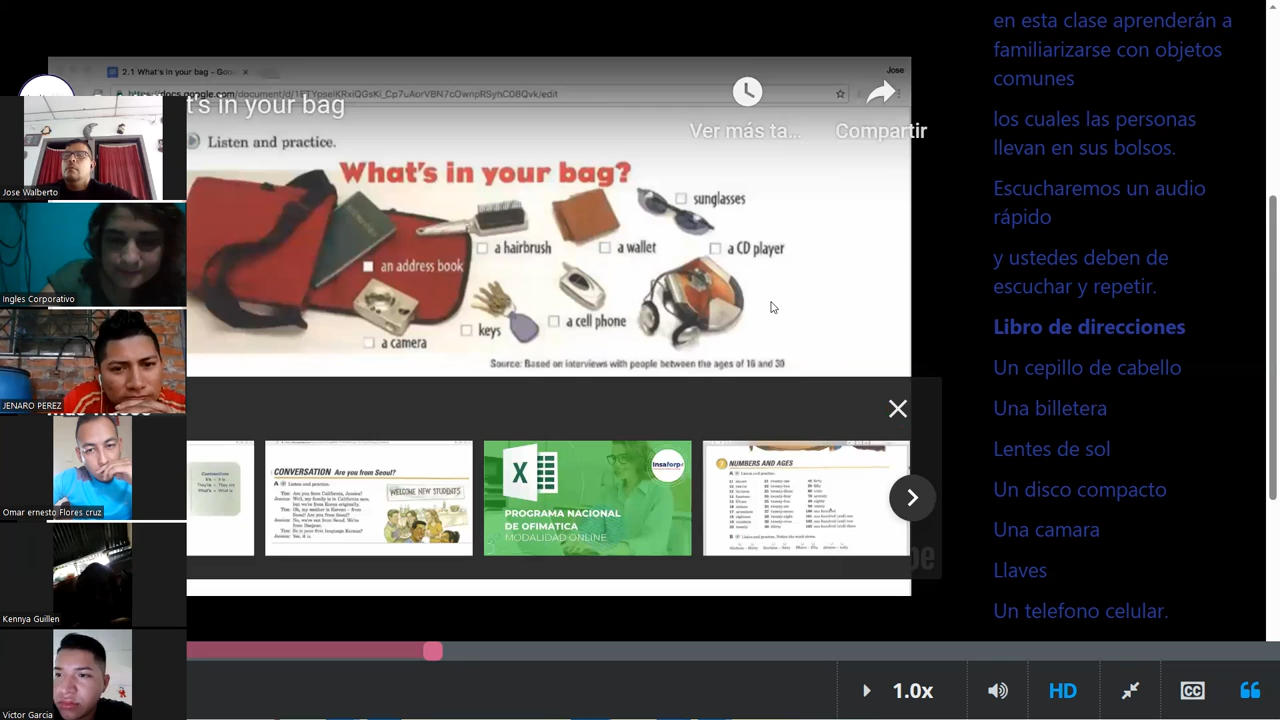 2.1 What's in your bag - Goo
Jose
's in your bag
Ver más ta...
Compartir
Listen and practice.
What's in your bag?
sunglasses
a hairbrush
a wallet
a CD player
an address book
keys
a cell phone
a camera
Source: Based on interviews with people between the ages of 16 and 30
CONVERSATION Are you from Seoul?
A Listen and practice.
WELCOME NEW STUDENTS
insaforp
PROGRAMA NACIONAL
DE OFIMATICA
MODALIDAD ONLINE
NUMBERS AND AGES
Jose Walberto
Ingles Corporativo
JENARO PEREZ
Omar ernesto Flores cruz
Kennya Guillen
Victor Garcia
en esta clase aprenderán a
familiarizarse con objetos
comunes
los cuales las personas
llevan en sus bolsos.
Escucharemos un audio
rápido
y ustedes deben de
escuchar y repetir.
Libro de direcciones
Un cepillo de cabello
Una billetera
Lentes de sol
Un disco compacto
Una camara
Llaves
Un telefono celular.
1.0x
HD
CC